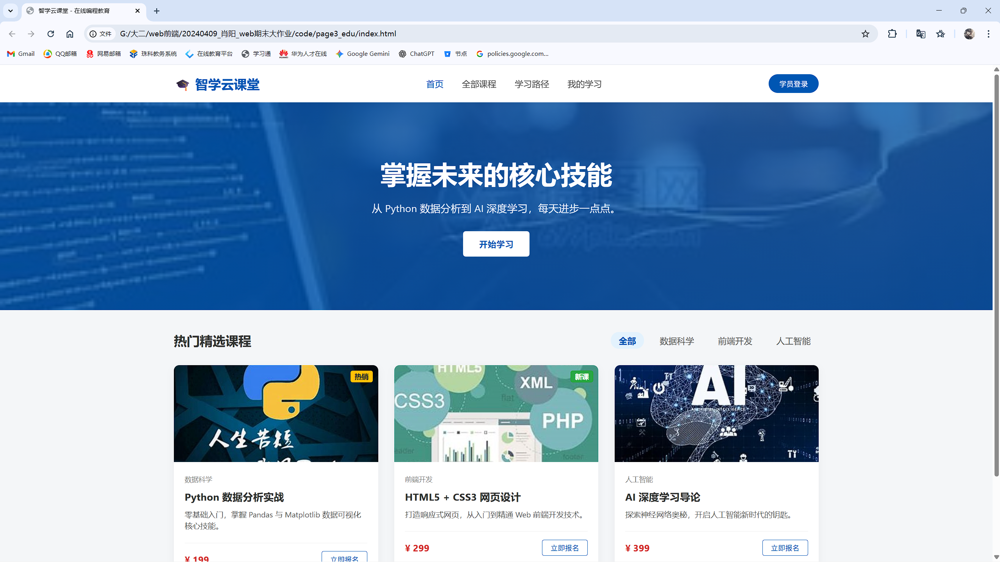 智学云课堂 - 在线编程教育
文件 G:/大二/web前端/20240409_肖阳_web期末大作业/code/page3_edu/index.html
Gmail QQ邮箱 网易邮箱 珠科教务系统 在线教育平台 学习通 HUAWEI 华为人才在线 Google Gemini ChatGPT 节点 policies.google.com...
智学云课堂 首页 全部课程 学习路径 我的学习 学员登录
掌握未来的核心技能
从 Python 数据分析到 AI 深度学习，每天进步一点点。
开始学习
热门精选课程 全部 数据科学 前端开发 人工智能
热销
人生苦短
数据科学
Python 数据分析实战
零基础入门，掌握 Pandas 与 Matplotlib 数据可视化
核心技能。
¥ 199 立即报名
新课
HTML5
XML
CSS3
flat
PHP
footer
前端开发
HTML5 + CSS3 网页设计
打造响应式网页，从入门到精通 Web 前端开发技术。
¥ 299 立即报名
AI
ARTIFICIAL INTELLIGENCE
人工智能
AI 深度学习导论
探索神经网络奥秘，开启人工智能新时代的钥匙。
¥ 399 立即报名